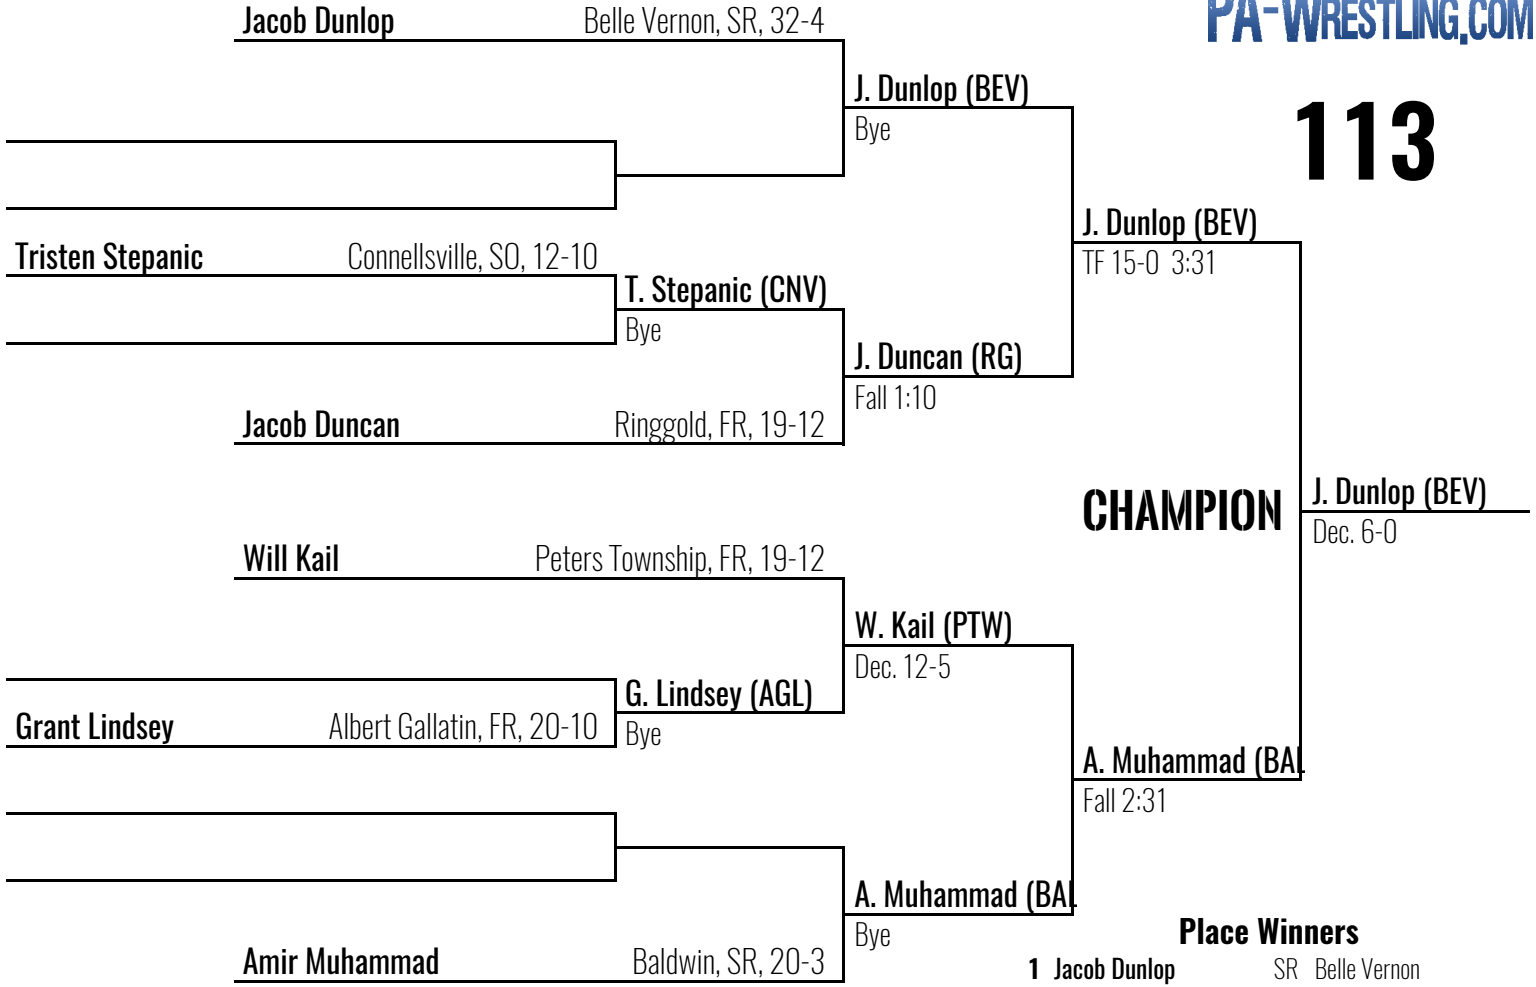 PA-WRESTLING.COM
Jacob Dunlop Belle Vernon, SR, 32-4
J. Dunlop (BEV)
Bye
113
J. Dunlop (BEV)
TF 15-0 3:31
Tristen Stepanic Connellsville, SO, 12-10
T. Stepanic (CNV)
Bye
J. Duncan (RG)
Fall 1:10
Jacob Duncan Ringgold, FR, 19-12
CHAMPION
J. Dunlop (BEV)
Dec. 6-0
Will Kail Peters Township, FR, 19-12
W. Kail (PTW)
Dec. 12-5
G. Lindsey (AGL)
Grant Lindsey Albert Gallatin, FR, 20-10
Bye
A. Muhammad (BAL
Fall 2:31
A. Muhammad (BAL
Bye
Amir Muhammad Baldwin, SR, 20-3
Place Winners
1 Jacob Dunlop SR Belle Vernon